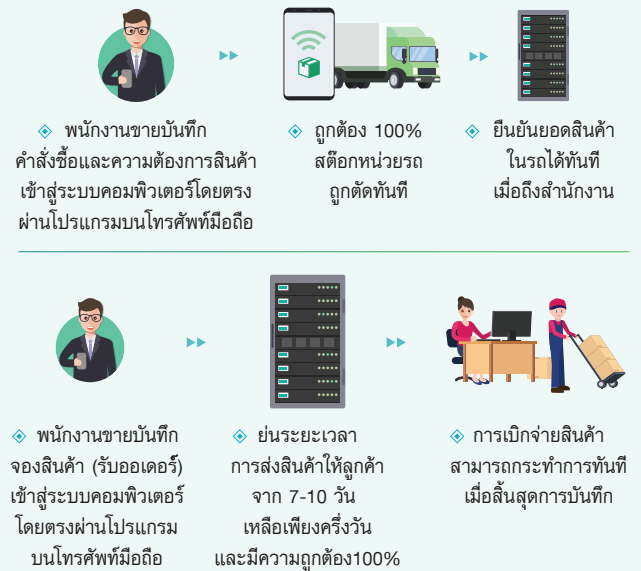 พนักงานขายบันทึก
คำสั่งซื้อและความต้องการสินค้า
เข้าสู่ระบบคอมพิวเตอร์โดยตรง
ผ่านโปรแกรมบนโทรศัพท์มือถือ
ถูกต้อง 100%
สต๊อกหน่วยรถ
ถูกตัดทันที
ยืนยันยอดสินค้า
ในรถได้ทันที
เมื่อถึงสำนักงาน
พนักงานขายบันทึก
จองสินค้า (รับออเดอร์)
เข้าสู่ระบบคอมพิวเตอร์
โดยตรงผ่านโปรแกรม
บนโทรศัพท์มือถือ
ย่นระยะเวลา
การส่งสินค้าให้ลูกค้า
จาก 7-10 วัน
เหลือเพียงครึ่งวัน
และมีความถูกต้อง100%
การเบิกจ่ายสินค้า
สามารถกระทำการทันที
เมื่อสิ้นสุดการบันทึก